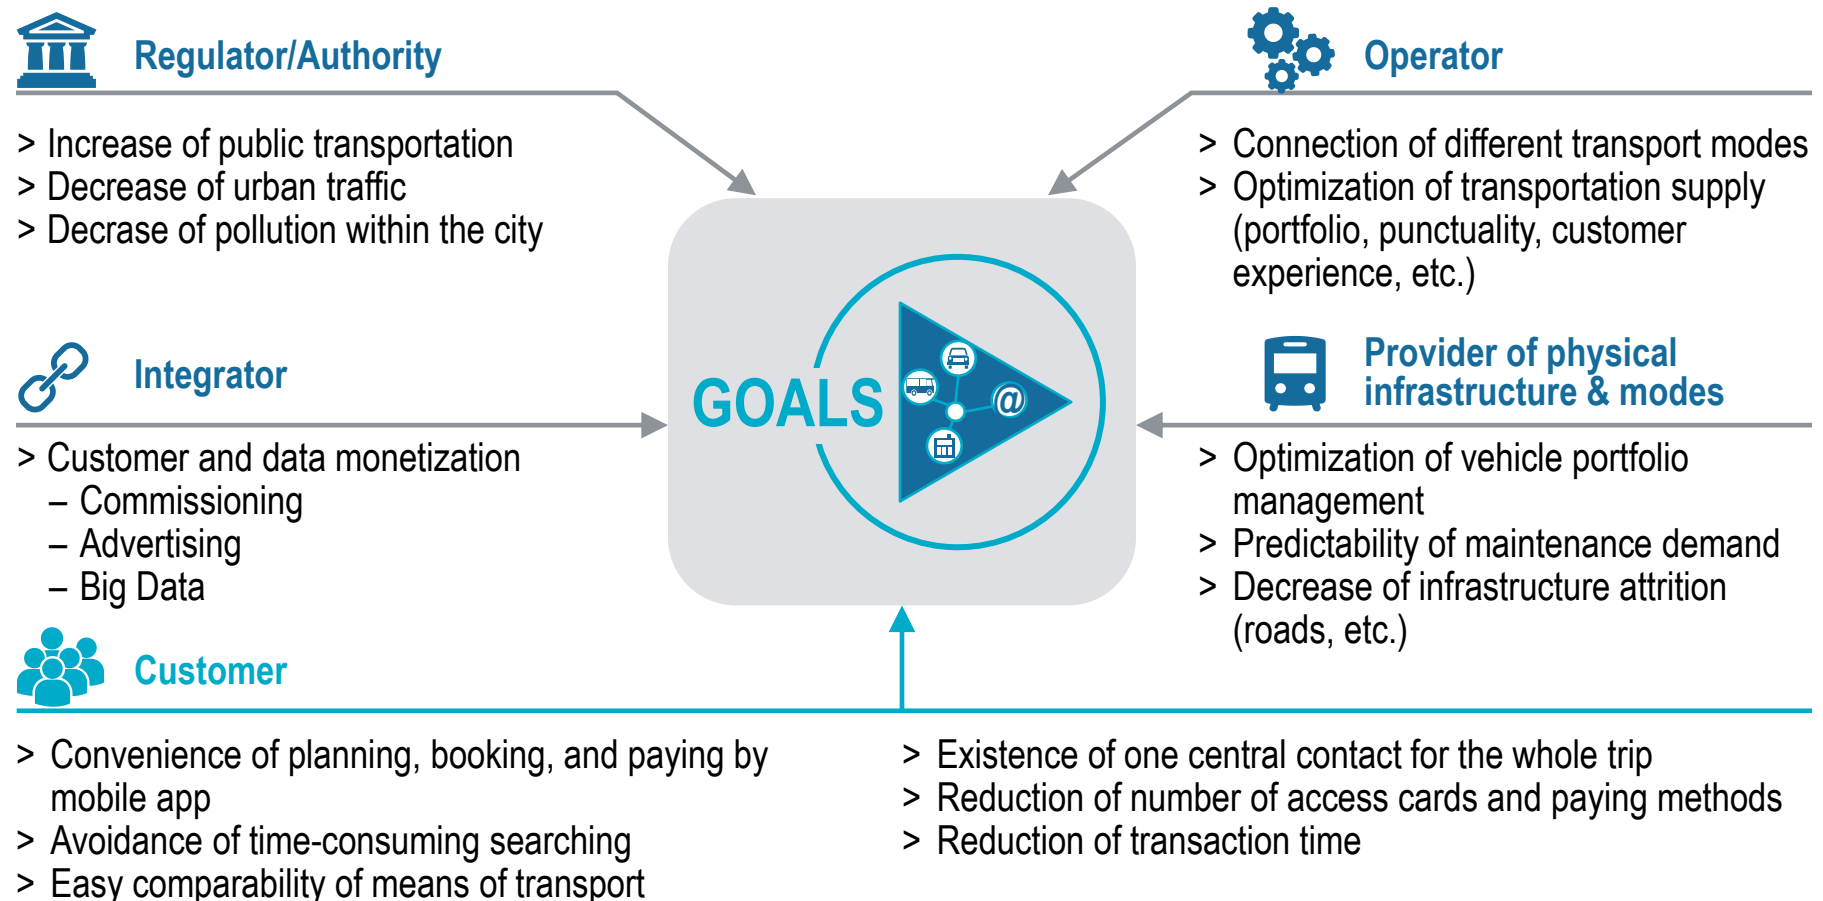 Regulator/Authority
> Increase of public transportation
> Decrease of urban traffic
> Decrase of pollution within the city
Operator
> Connection of different transport modes
> Optimization of transportation supply
(portfolio, punctuality, customer
experience, etc.)
Integrator
> Customer and data monetization
– Commissioning
– Advertising
– Big Data
GOALS
@
Provider of physical
infrastructure & modes
> Optimization of vehicle portfolio
management
> Predictability of maintenance demand
> Decrease of infrastructure attrition
(roads, etc.)
Customer
> Convenience of planning, booking, and paying by
mobile app
> Avoidance of time-consuming searching
> Easy comparability of means of transport
> Existence of one central contact for the whole trip
> Reduction of number of access cards and paying methods
> Reduction of transaction time